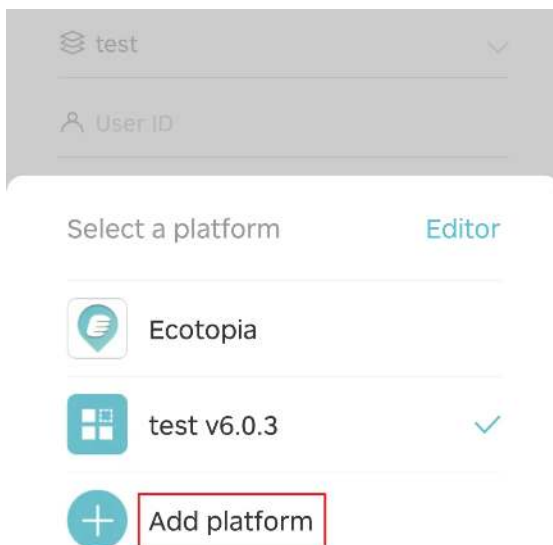 test
User ID
Select a platform
Editor
Ecotopia
test v6.0.3
Add platform